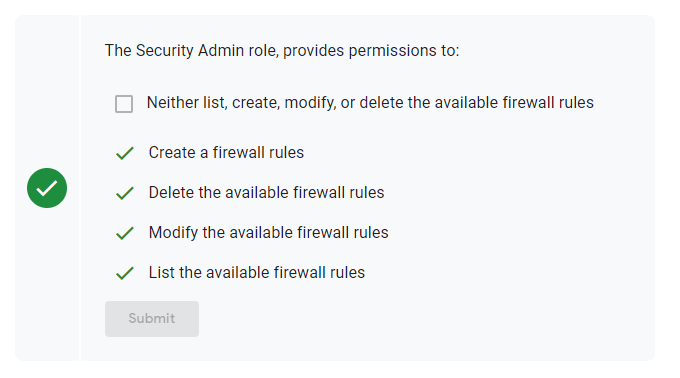 The Security Admin role, provides permissions to:
Neither list, create, modify, or delete the available firewall rules
Create a firewall rules
Delete the available firewall rules
Modify the available firewall rules
List the available firewall rules
Submit